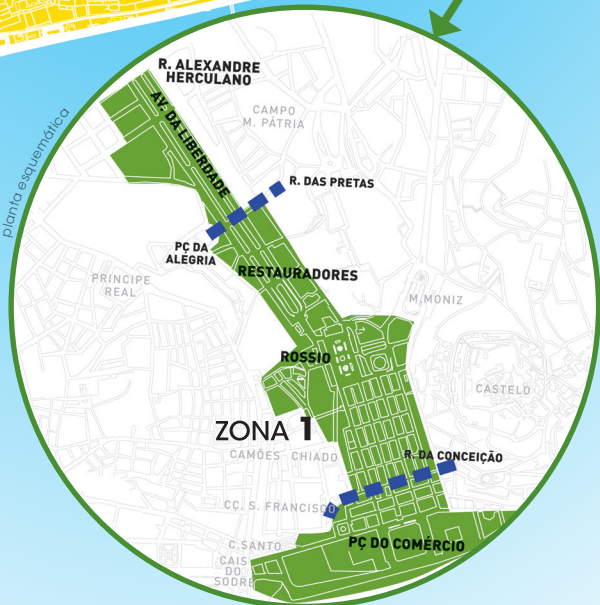 planta esquemática
R. ALEXANDRE
HERCULANO
AV. DA LIBERDADE
CAMPO
M. PÁTRIA
R. DAS PRETAS
PÇ DA
ALEGRIA
RESTAURADORES
PRINCIPE
REAL
M.MONIZ
ROSSIO
CASTELO
ZONA 1
CAMÕES CHIADO
R. DA CONCEIÇÃO
CÇ. S. FRANCISCO
C.SANTO
PÇ DO COMÉRCIO
CAIS
DO
SODRÉ